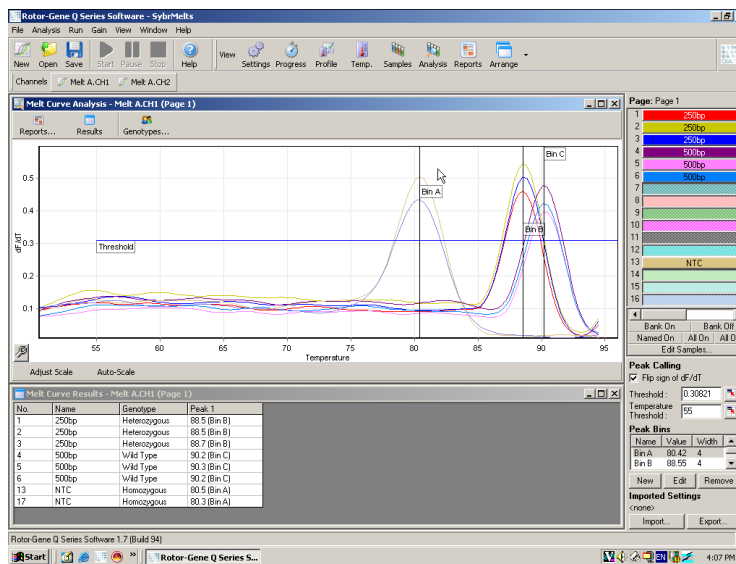 Rotor-Gene Q Series Software - SybrMelts
File Analysis Run Gain View Window Help
New Open Save Start Pause Stop Help View Settings Progress Profile Temp. Samples Analysis Reports Arrange
Channels Melt A.CH1 Melt A.CH2
Melt Curve Analysis - Melt A.CH1 (Page 1)
Reports... Results Genotypes...
Bin C
Bin A
Bin B
Threshold
dF/dT
0.5
0.4
0.3
0.2
0.1
55 60 65 70 75 80 85 90 95
Temperature
Adjust Scale Auto-Scale
Melt Curve Results - Melt A.CH1 (Page 1)
No. Name Genotype Peak 1
1 250bp Heterozygous 88.5 (Bin B)
2 250bp Heterozygous 88.5 (Bin B)
3 250bp Heterozygous 88.7 (Bin B)
4 500bp Wild Type 90.2 (Bin C)
5 500bp Wild Type 90.3 (Bin C)
6 500bp Wild Type 90.2 (Bin C)
13 NTC Homozygous 80.5 (Bin A)
17 NTC Homozygous 80.3 (Bin A)
Page: Page 1
1 250bp
2 250bp
3 250bp
4 500bp
5 500bp
6 500bp
7
8
9
10
11
12
13 NTC
14
15
16
Bank On Bank Off
Named On All On All O
Edit Samples...
Peak Calling
Flip sign of dF/dT
Threshold : 0.30821
Temperature
Threshold : 55
Peak Bins
Name Value Width
Bin A 80.42 4
Bin B 88.55 4
New Edit Remove
Imported Settings
<none>
Import... Export...
Rotor-Gene Q Series Software 1.7 (Build 94)
Start Rotor-Gene Q Series S... EN 4:07 PM